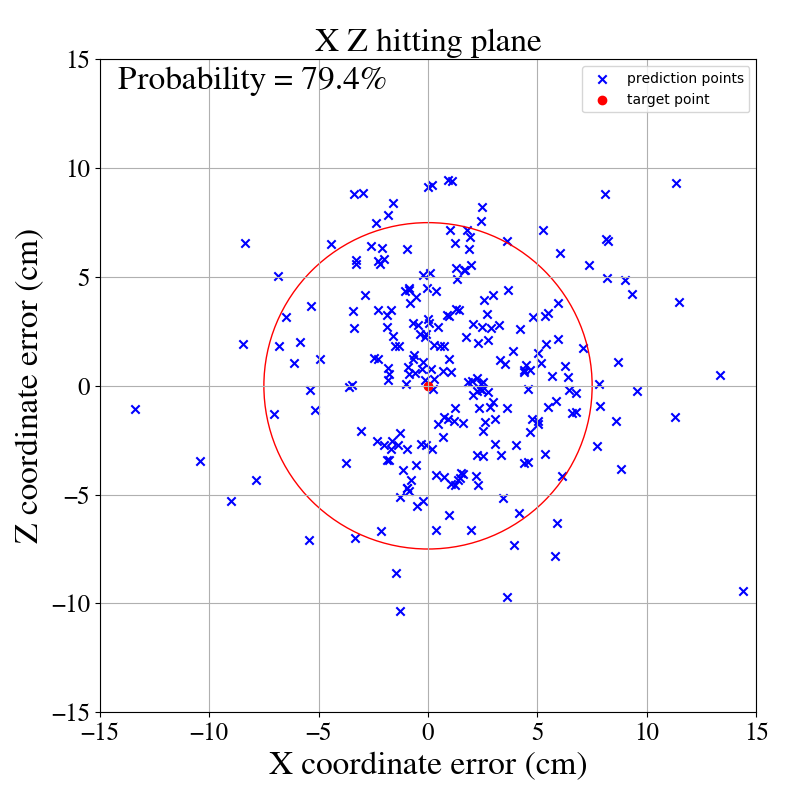 X Z hitting plane
Probability = 79.4%
prediction points
target point
15
10
5
0
−5
−10
−15
Z coordinate error (cm)
−15 −10 −5 0 5 10 15
X coordinate error (cm)